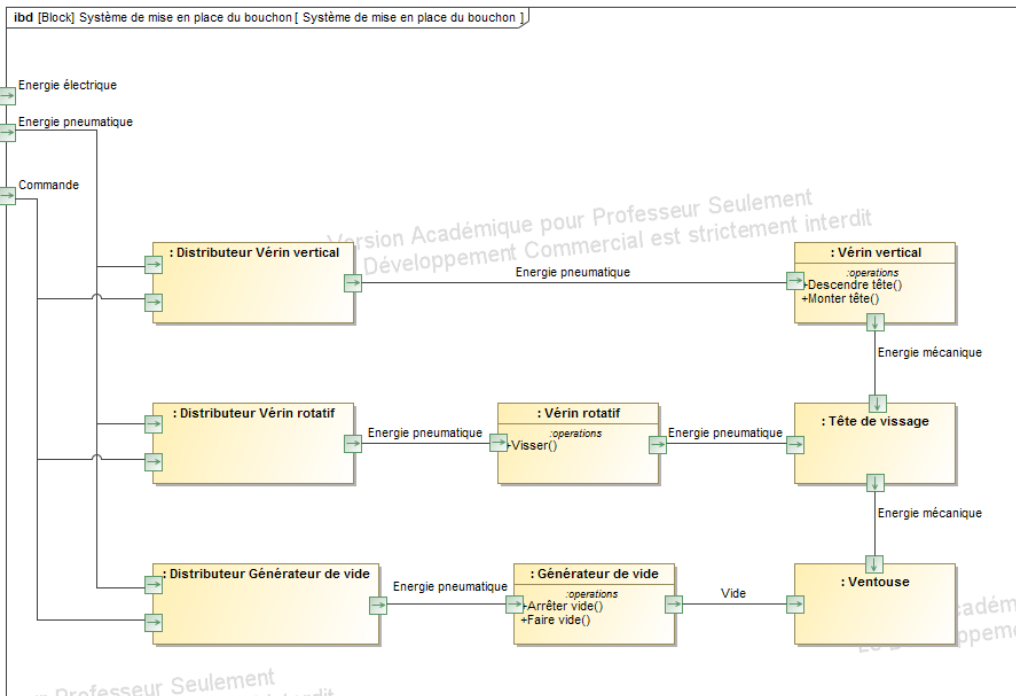 ibd [Block] Système de mise en place du bouchon [ Système de mise en place du bouchon ]
Energie électrique
Energie pneumatique
Commande
Version Académique pour Professeur Seulement
Développement Commercial est strictement interdit
: Distributeur Vérin vertical
Energie pneumatique
: Vérin vertical
:operations
+Descendre tête()
+Monter tête()
Energie mécanique
: Distributeur Vérin rotatif
Energie pneumatique
: Vérin rotatif
:operations
+Visser()
Energie pneumatique
: Tête de vissage
Energie mécanique
: Distributeur Générateur de vide
Energie pneumatique
: Générateur de vide
:operations
+Arrêter vide()
+Faire vide()
Vide
: Ventouse
Professeur Seulement